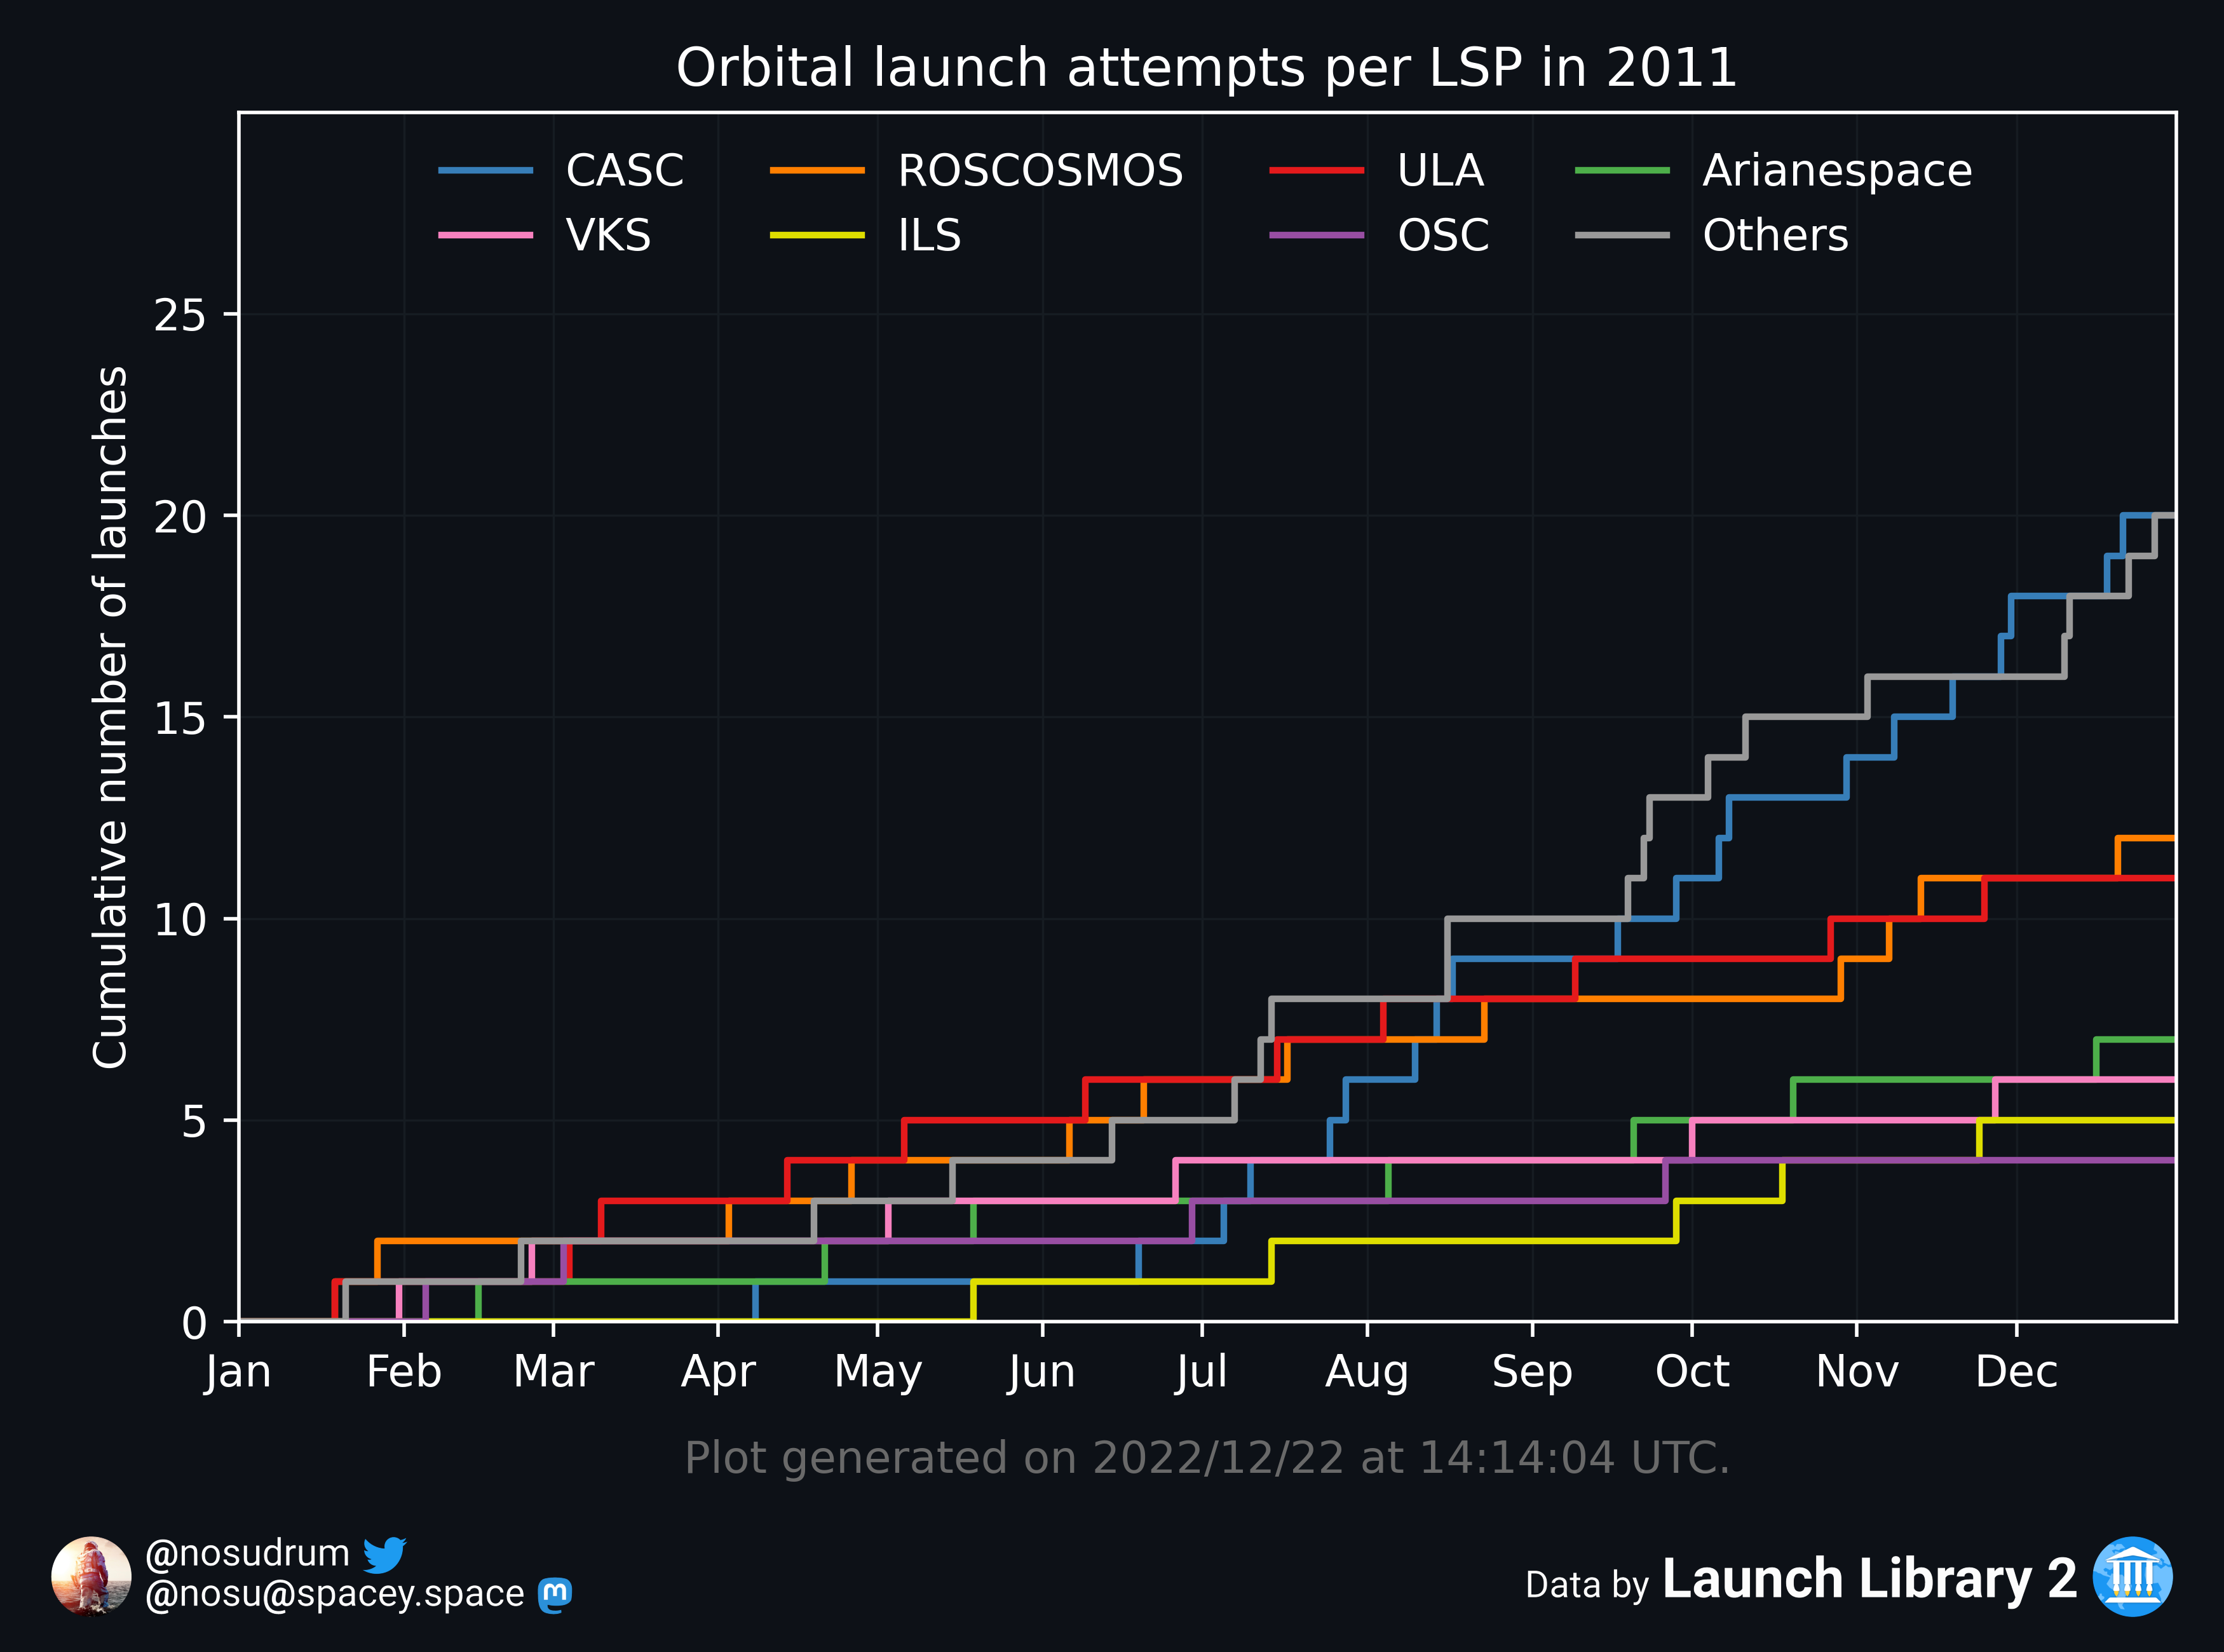 Orbital launch attempts per LSP in 2011
CASC ROSCOSMOS ULA Arianespace
VKS ILS OSC Others
Cumulative number of launches
25
20
15
10
5
0
Jan Feb Mar Apr May Jun Jul Aug Sep Oct Nov Dec
Plot generated on 2022/12/22 at 14:14:04 UTC.
@nosudrum
@nosu@spacey.space m
Data by Launch Library 2